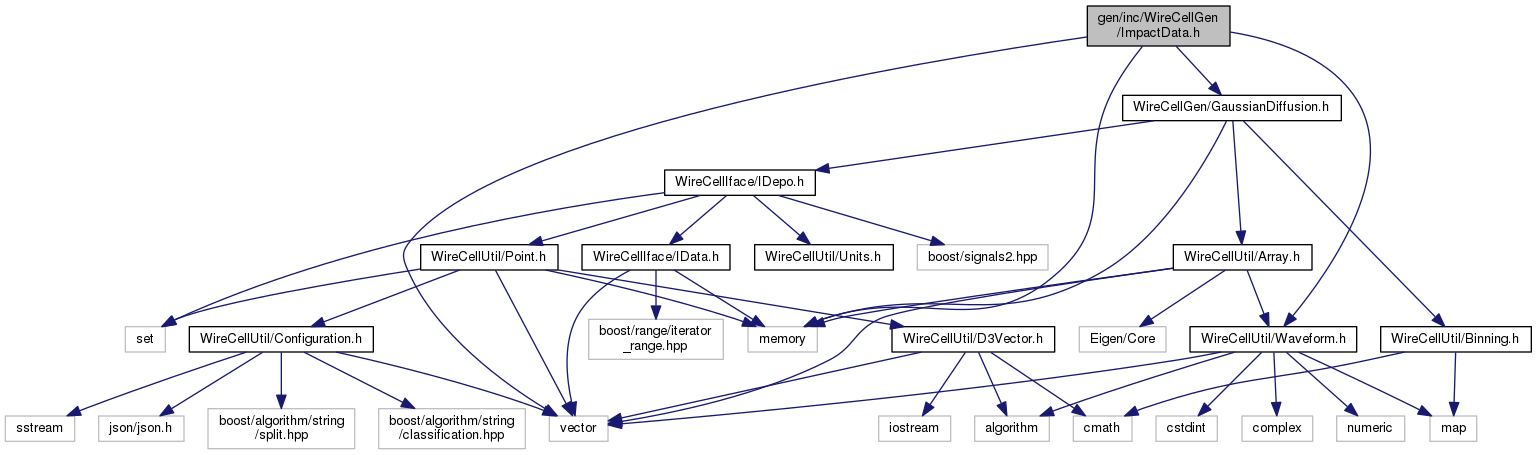 gen/inc/WireCellGen
/ImpactData.h
WireCellGen/GaussianDiffusion.h
WireCellIface/IDepo.h
WireCellUtil/Point.h
WireCellIface/IData.h
WireCellUtil/Units.h
boost/signals2.hpp
WireCellUtil/Array.h
set
WireCellUtil/Configuration.h
boost/range/iterator
_range.hpp
memory
WireCellUtil/D3Vector.h
Eigen/Core
WireCellUtil/Waveform.h
WireCellUtil/Binning.h
sstream
json/json.h
boost/algorithm/string
/split.hpp
boost/algorithm/string
/classification.hpp
vector
iostream
algorithm
cmath
cstdint
complex
numeric
map